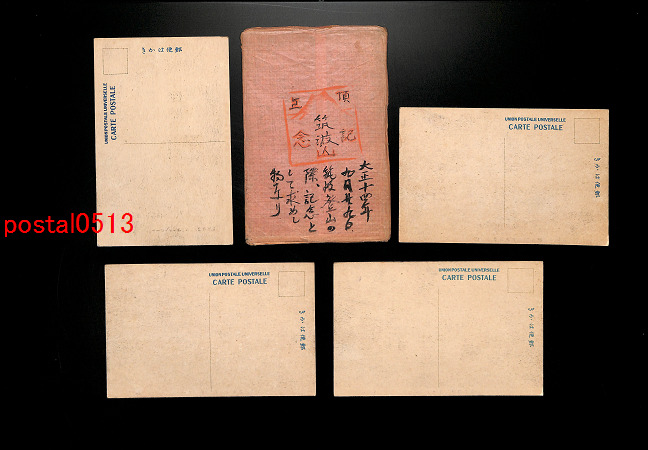 きかは便郵
UNION POSTALE UNIVERSELLE
CARTE POSTALE
頂
上
記
念
筑波山
大正十四年
九月廿九日
筑波登山の
際、記念と
して求めし
物なり
UNION POSTALE UNIVERSELLE
CARTE POSTALE
きかは便郵
postal0513
UNION POSTALE UNIVERSELLE
CARTE POSTALE
きかは便郵
UNION POSTALE UNIVERSELLE
CARTE POSTALE
きかは便郵